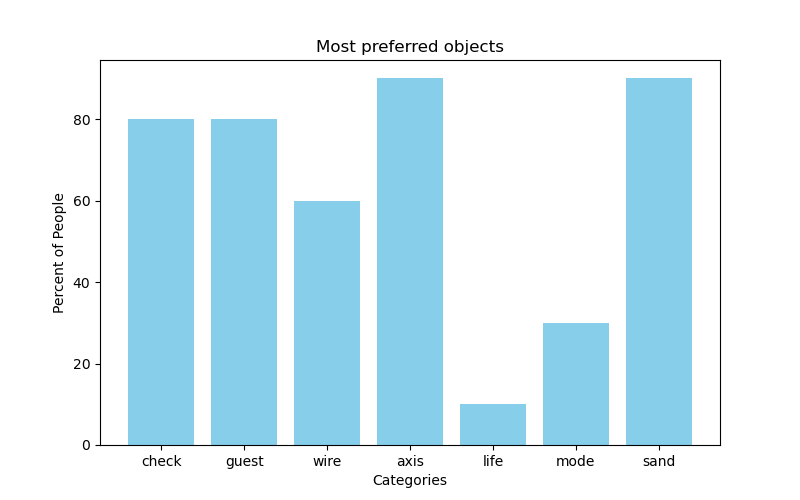 Most preferred objects
Percent of People
80
60
40
20
0
check guest wire axis life mode sand
Categories